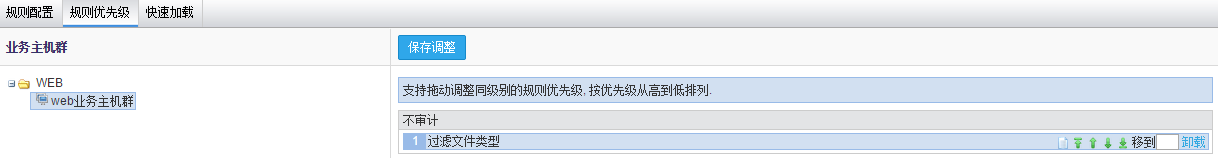 规则配置 规则优先级 快速加载
业务主机群
保存调整
WEB
web业务主机群
支持拖动调整同级别的规则优先级, 按优先级从高到低排列.
不审计
1 过滤文件类型 移到 卸载